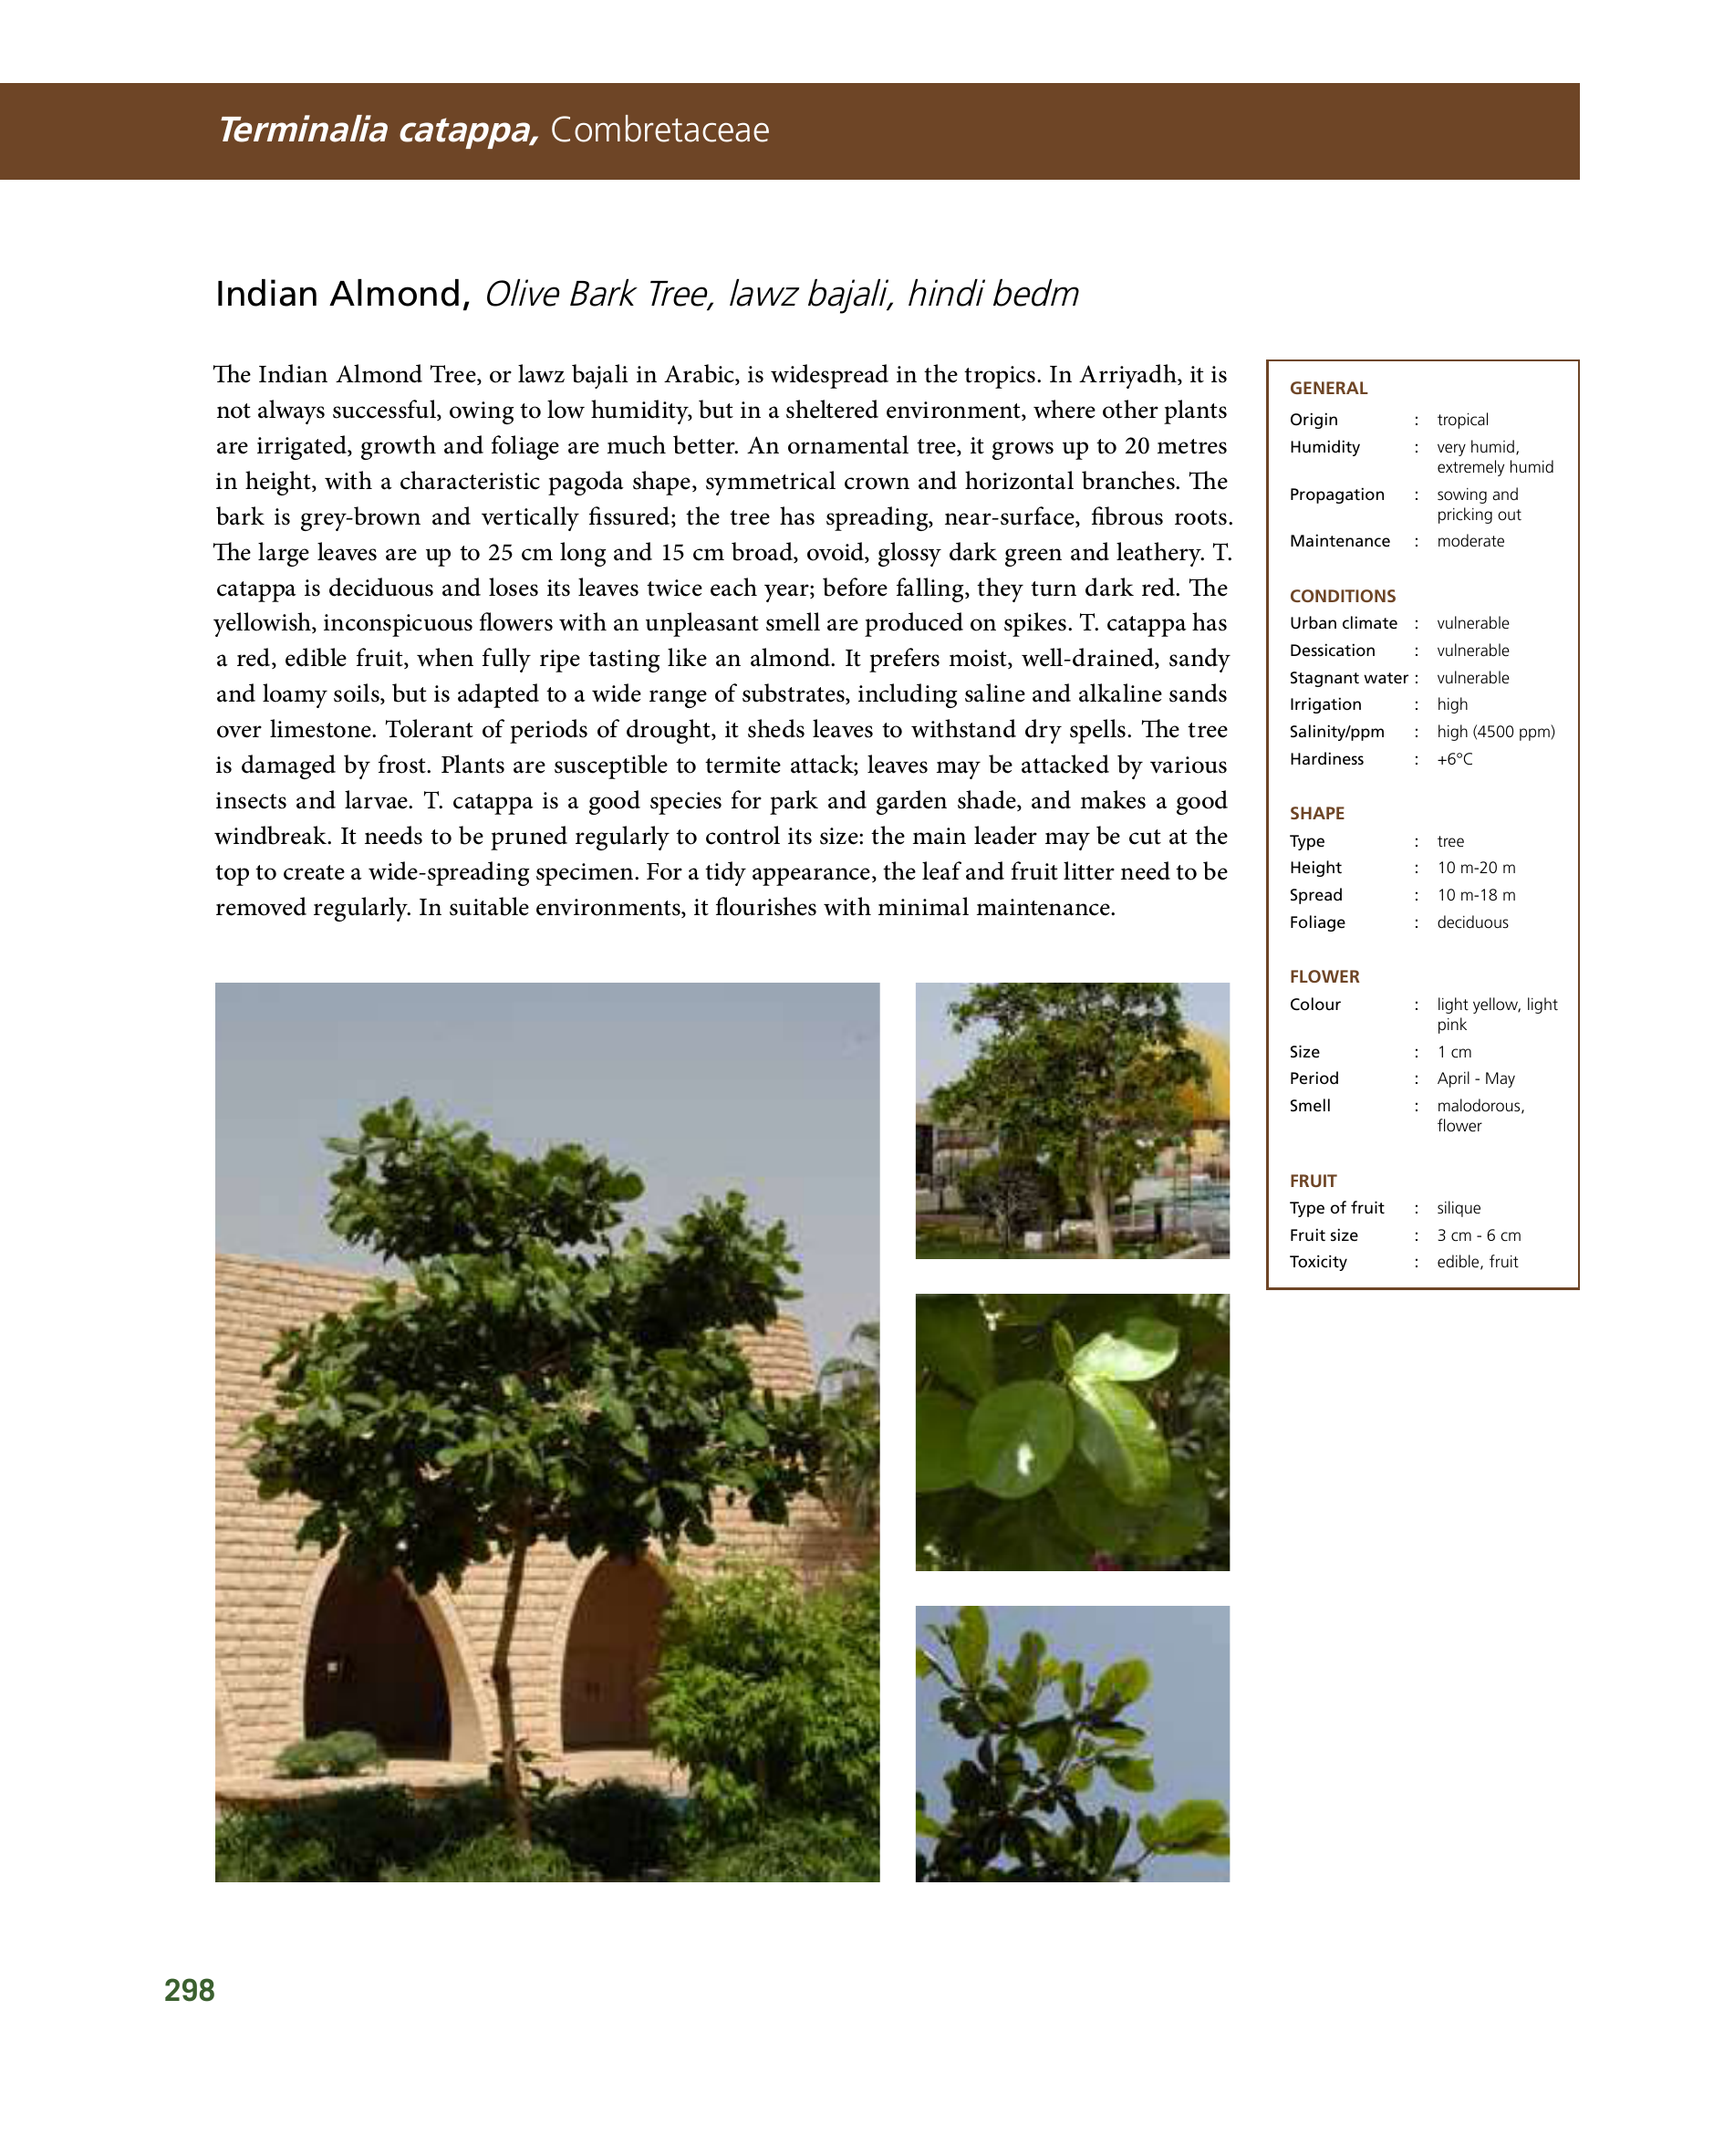 Terminalia catappa, Combretaceae
Indian Almond, Olive Bark Tree, lawz bajali, hindi bedm
The Indian Almond Tree, or lawz bajali in Arabic, is widespread in the tropics. In Arriyadh, it is
not always successful, owing to low humidity, but in a sheltered environment, where other plants
are irrigated, growth and foliage are much better. An ornamental tree, it grows up to 20 metres
in height, with a characteristic pagoda shape, symmetrical crown and horizontal branches. The
bark is grey-brown and vertically fissured; the tree has spreading, near-surface, fibrous roots.
The large leaves are up to 25 cm long and 15 cm broad, ovoid, glossy dark green and leathery. T.
catappa is deciduous and loses its leaves twice each year; before falling, they turn dark red. The
yellowish, inconspicuous flowers with an unpleasant smell are produced on spikes. T. catappa has
a red, edible fruit, when fully ripe tasting like an almond. It prefers moist, well-drained, sandy
and loamy soils, but is adapted to a wide range of substrates, including saline and alkaline sands
over limestone. Tolerant of periods of drought, it sheds leaves to withstand dry spells. The tree
is damaged by frost. Plants are susceptible to termite attack; leaves may be attacked by various
insects and larvae. T. catappa is a good species for park and garden shade, and makes a good
windbreak. It needs to be pruned regularly to control its size: the main leader may be cut at the
top to create a wide-spreading specimen. For a tidy appearance, the leaf and fruit litter need to be
removed regularly. In suitable environments, it flourishes with minimal maintenance.
GENERAL
Origin : tropical
Humidity : very humid,
extremely humid
Propagation : sowing and
pricking out
Maintenance : moderate
CONDITIONS
Urban climate : vulnerable
Dessication : vulnerable
Stagnant water : vulnerable
Irrigation : high
Salinity/ppm : high (4500 ppm)
Hardiness : +6°C
SHAPE
Type : tree
Height : 10 m-20 m
Spread : 10 m-18 m
Foliage : deciduous
FLOWER
Colour : light yellow, light
pink
Size : 1 cm
Period : April - May
Smell : malodorous,
flower
FRUIT
Type of fruit : silique
Fruit size : 3 cm - 6 cm
Toxicity : edible, fruit
298